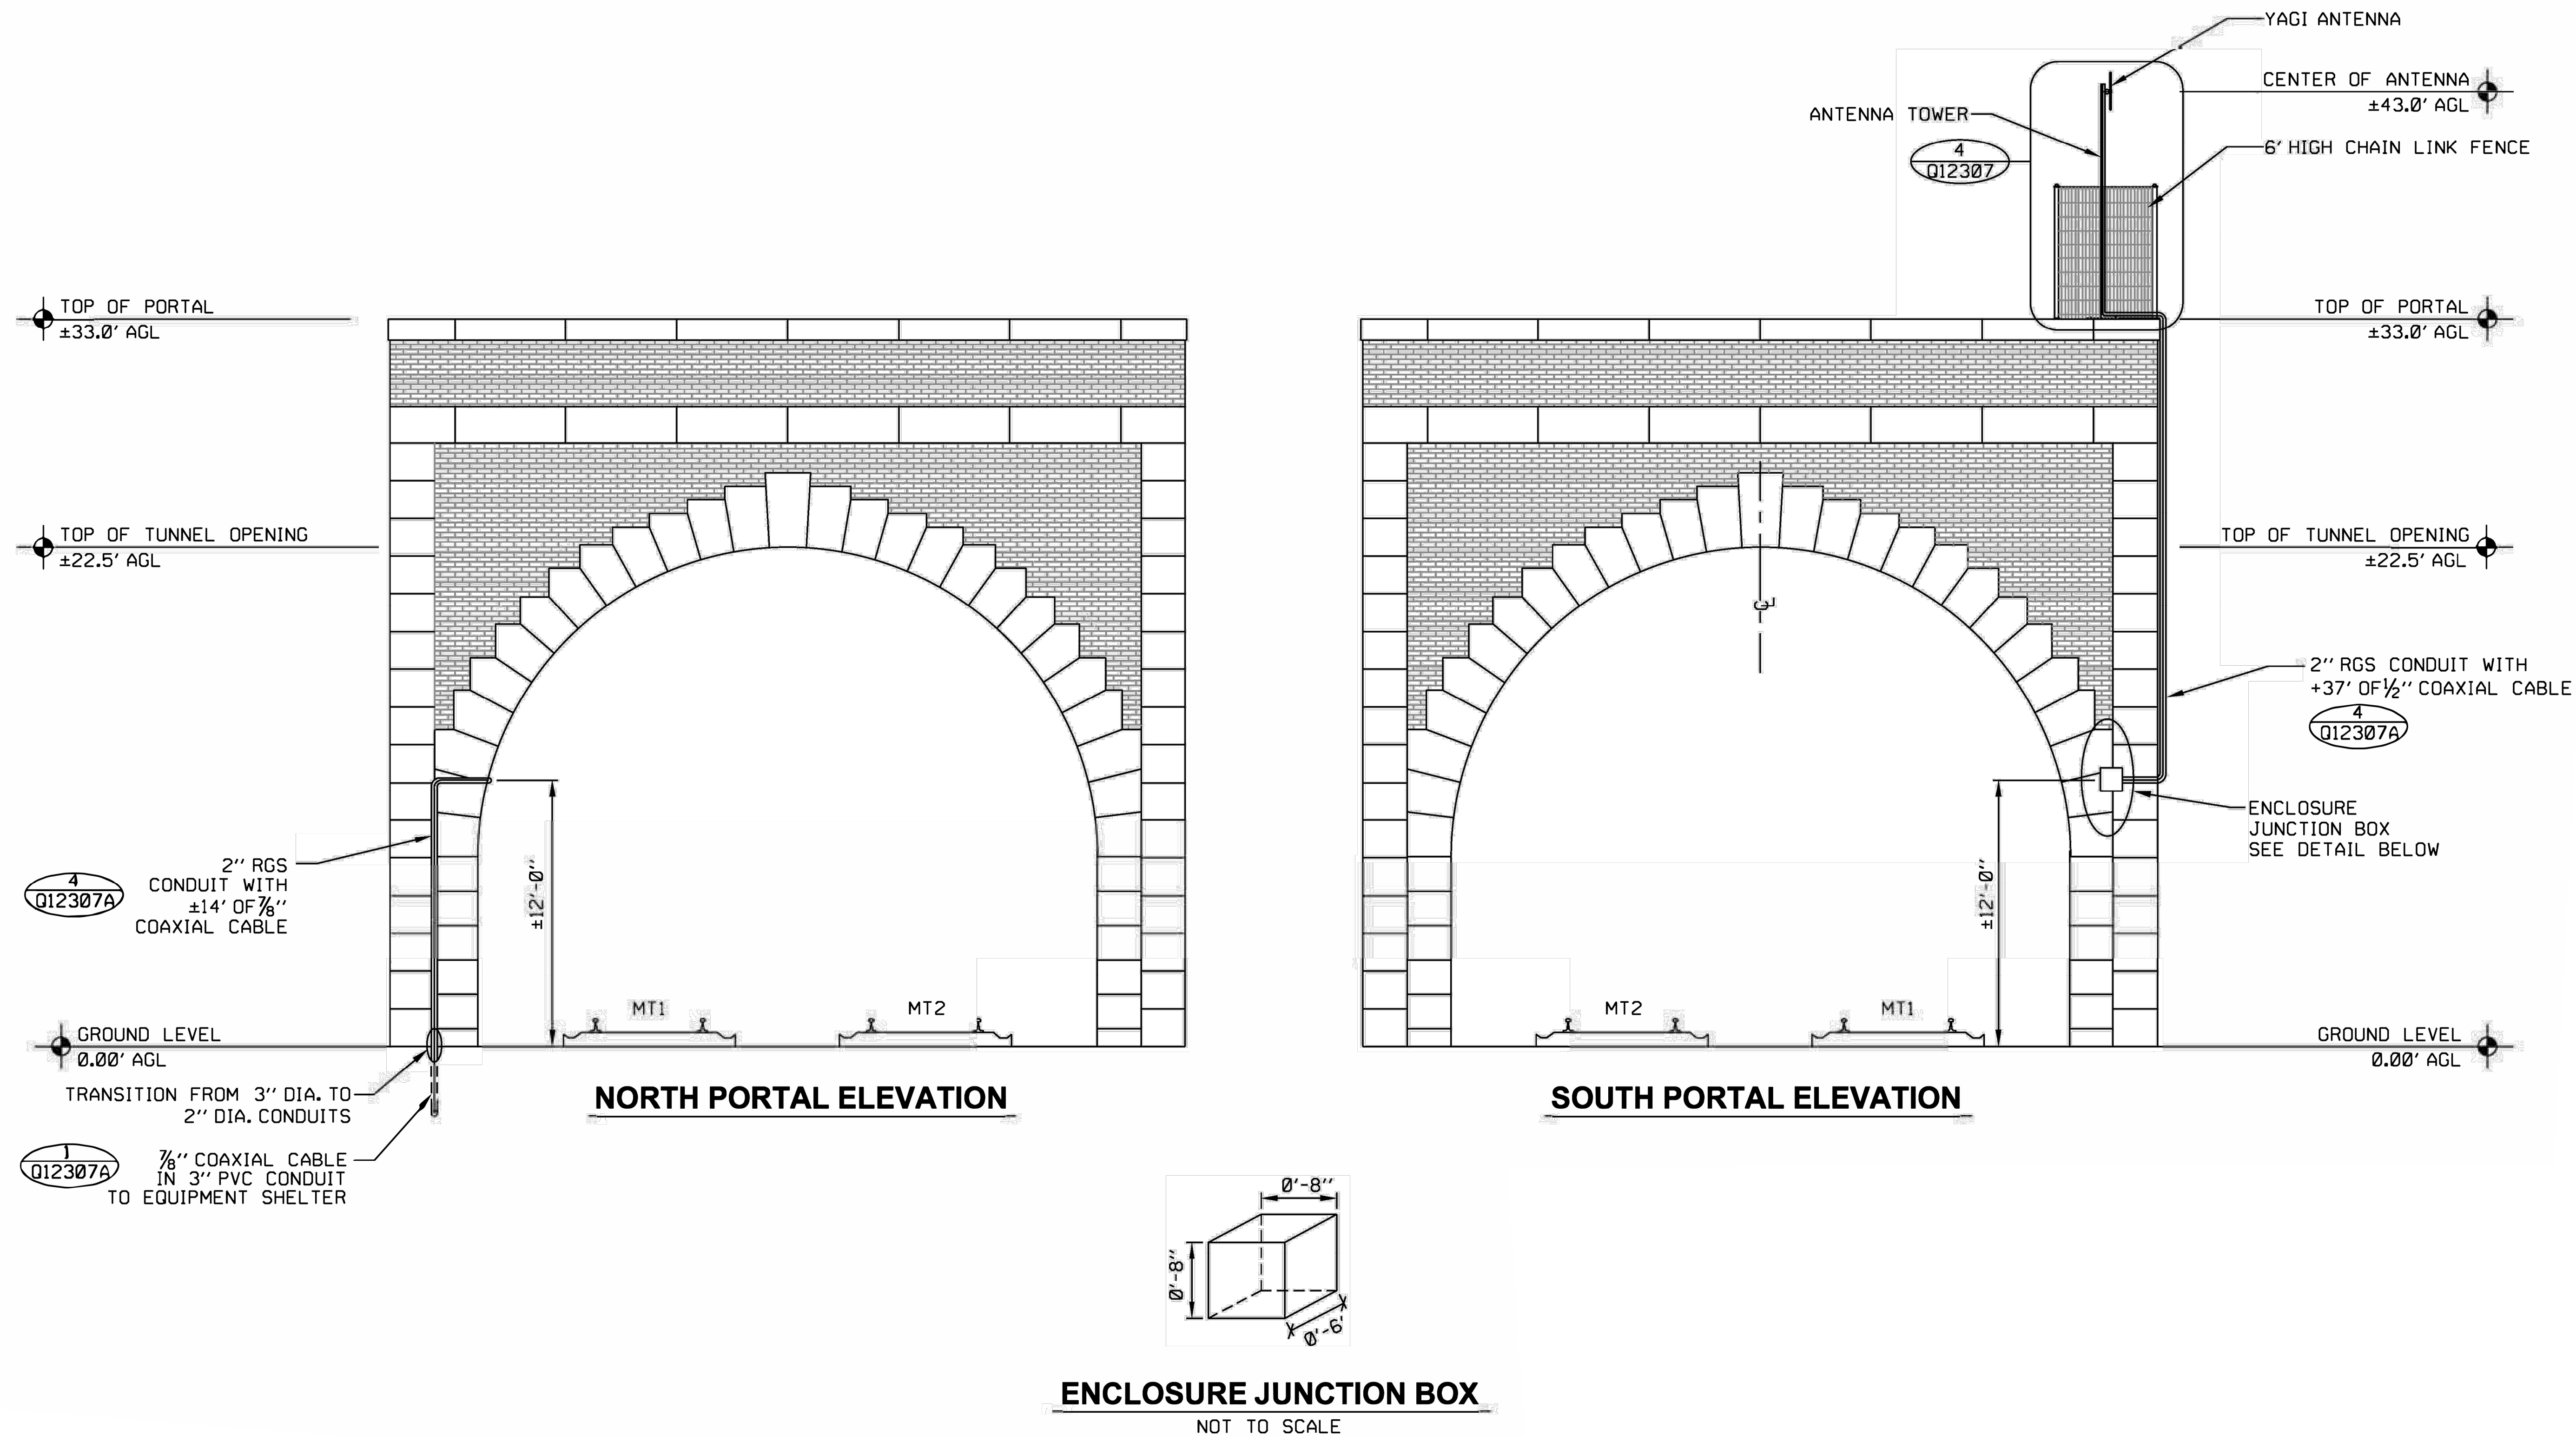 YAGI ANTENNA
CENTER OF ANTENNA
±43.0' AGL
ANTENNA TOWER
6' HIGH CHAIN LINK FENCE
4
Q12307
TOP OF PORTAL
±33.0' AGL
TOP OF PORTAL
±33.0' AGL
TOP OF TUNNEL OPENING
±22.5' AGL
TOP OF TUNNEL OPENING
±22.5' AGL
CL
2" RGS CONDUIT WITH
+37' OF 1/2" COAXIAL CABLE
4
Q12307A
ENCLOSURE
JUNCTION BOX
SEE DETAIL BELOW
2" RGS
CONDUIT WITH
±14' OF 7/8"
COAXIAL CABLE
4
Q12307A
±12'-0"
±12'-0"
MT1
MT2
MT2
MT1
GROUND LEVEL
0.00' AGL
GROUND LEVEL
0.00' AGL
TRANSITION FROM 3" DIA. TO
2" DIA. CONDUITS
NORTH PORTAL ELEVATION
SOUTH PORTAL ELEVATION
1
Q12307A
7/8" COAXIAL CABLE
IN 3" PVC CONDUIT
TO EQUIPMENT SHELTER
0'-8"
0'-8"
0'-6'
ENCLOSURE JUNCTION BOX
NOT TO SCALE